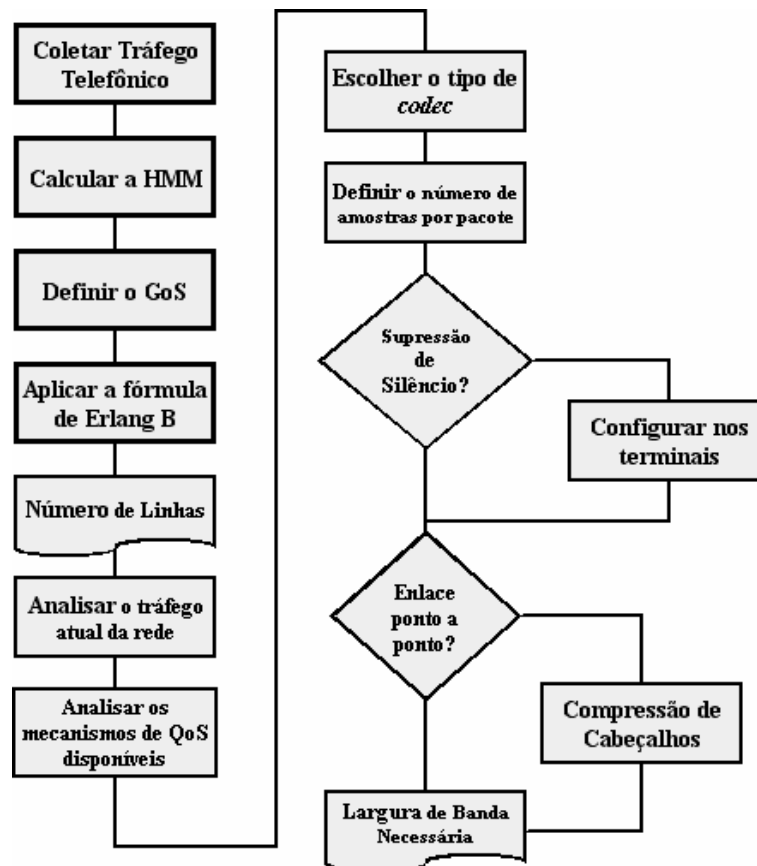 Coletar Tráfego
Telefônico
Calcular a HMM
Definir o GoS
Aplicar a fórmula
de Erlang B
Número de Linhas
Analisar o tráfego
atual da rede
Analisar os
mecanismos de QoS
disponíveis
Escolher o tipo de
codec
Definir o número de
amostras por pacote
Supressão
de
Silêncio?
Configurar nos
terminais
Enlace
ponto a
ponto?
Compressão de
Cabeçalhos
Largura de Banda
Necessária